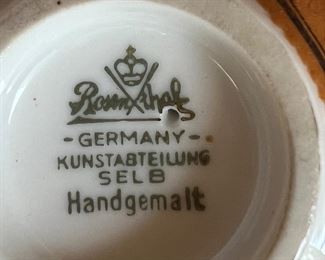 Rosenthal
-GERMANY-
KUNSTABTEILUNG
SELB
Handgemalt